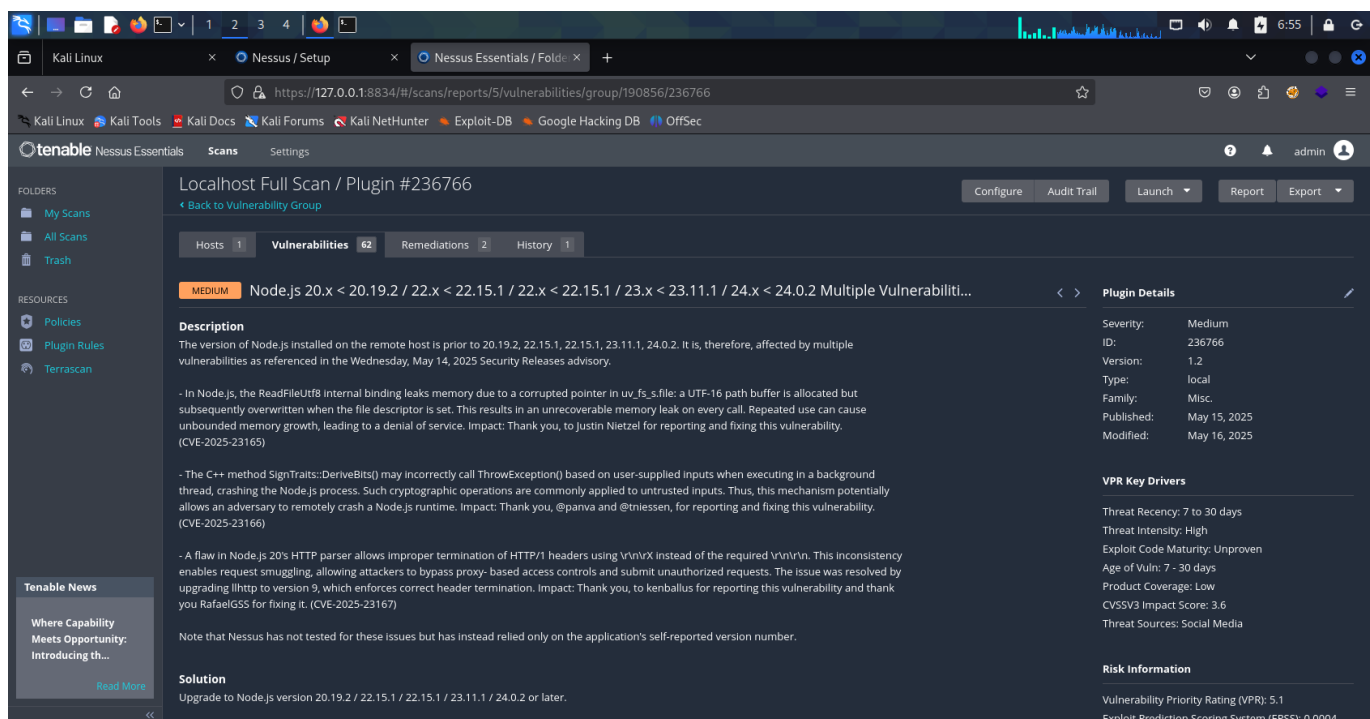 1 2 3 4 6:55
Kali Linux × Nessus / Setup × Nessus Essentials / Folde × +
https://127.0.0.1:8834/#/scans/reports/5/vulnerabilities/group/190856/236766
Kali Linux Kali Tools Kali Docs Kali Forums Kali NetHunter Exploit-DB Google Hacking DB OffSec
tenable Nessus Essentials Scans Settings admin
FOLDERS
My Scans
All Scans
Trash
RESOURCES
Policies
Plugin Rules
Terrascan
Tenable News
Where Capability
Meets Opportunity:
Introducing th...
Read More
Localhost Full Scan / Plugin #236766
Back to Vulnerability Group
Configure Audit Trail Launch Report Export
Hosts 1 Vulnerabilities 62 Remediations 2 History 1
MEDIUM Node.js 20.x < 20.19.2 / 22.x < 22.15.1 / 22.x < 22.15.1 / 23.x < 23.11.1 / 24.x < 24.0.2 Multiple Vulnerabiliti...
Description
The version of Node.js installed on the remote host is prior to 20.19.2, 22.15.1, 22.15.1, 23.11.1, 24.0.2. It is, therefore, affected by multiple
vulnerabilities as referenced in the Wednesday, May 14, 2025 Security Releases advisory.
- In Node.js, the ReadFileUtf8 internal binding leaks memory due to a corrupted pointer in uv_fs_s.file: a UTF-16 path buffer is allocated but
subsequently overwritten when the file descriptor is set. This results in an unrecoverable memory leak on every call. Repeated use can cause
unbounded memory growth, leading to a denial of service. Impact: Thank you, to Justin Nietzel for reporting and fixing this vulnerability.
(CVE-2025-23165)
- The C++ method SignTraits::DeriveBits() may incorrectly call ThrowException() based on user-supplied inputs when executing in a background
thread, crashing the Node.js process. Such cryptographic operations are commonly applied to untrusted inputs. Thus, this mechanism potentially
allows an adversary to remotely crash a Node.js runtime. Impact: Thank you, @panva and @tniessen, for reporting and fixing this vulnerability.
(CVE-2025-23166)
- A flaw in Node.js 20's HTTP parser allows improper termination of HTTP/1 headers using \r\n\rX instead of the required \r\n\r\n. This inconsistency
enables request smuggling, allowing attackers to bypass proxy- based access controls and submit unauthorized requests. The issue was resolved by
upgrading llhttp to version 9, which enforces correct header termination. Impact: Thank you, to kenballus for reporting this vulnerability and thank
you RafaelGSS for fixing it. (CVE-2025-23167)
Note that Nessus has not tested for these issues but has instead relied only on the application's self-reported version number.
Solution
Upgrade to Node.js version 20.19.2 / 22.15.1 / 22.15.1 / 23.11.1 / 24.0.2 or later.
Plugin Details
Severity: Medium
ID: 236766
Version: 1.2
Type: local
Family: Misc.
Published: May 15, 2025
Modified: May 16, 2025
VPR Key Drivers
Threat Recency: 7 to 30 days
Threat Intensity: High
Exploit Code Maturity: Unproven
Age of Vuln: 7 - 30 days
Product Coverage: Low
CVSSV3 Impact Score: 3.6
Threat Sources: Social Media
Risk Information
Vulnerability Priority Rating (VPR): 5.1
Exploit Prediction Scoring System (EPSS): 0.0004